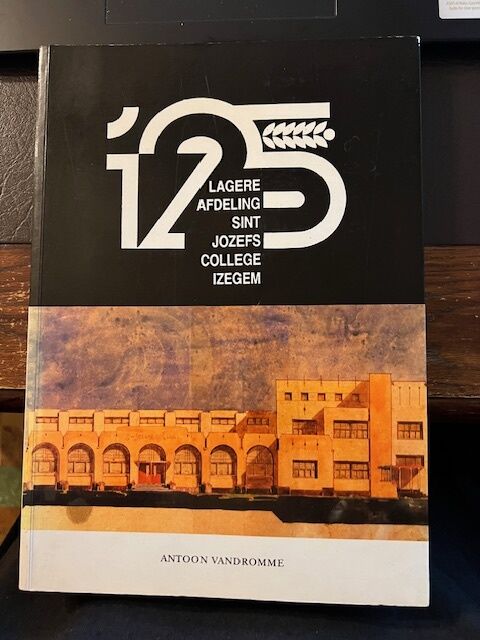 125
LAGERE
AFDELING
SINT
JOZEFS
COLLEGE
IZEGEM
ANTOON VANDROMME